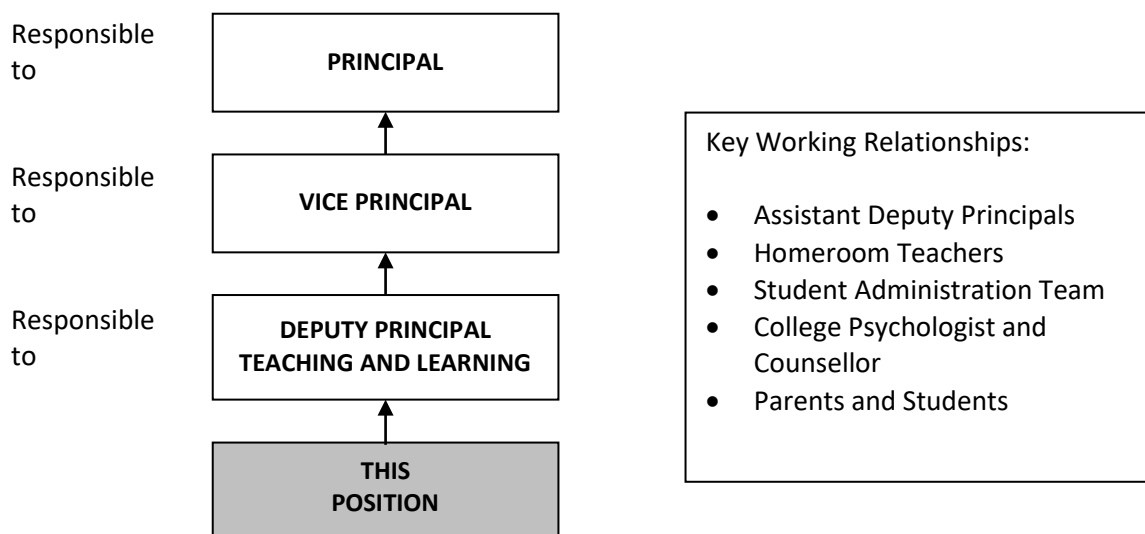 Responsible
to
PRINCIPAL
Responsible
to
VICE PRINCIPAL
Responsible
to
DEPUTY PRINCIPAL
TEACHING AND LEARNING
THIS
POSITION
Key Working Relationships:
• Assistant Deputy Principals
• Homeroom Teachers
• Student Administration Team
• College Psychologist and
Counsellor
• Parents and Students